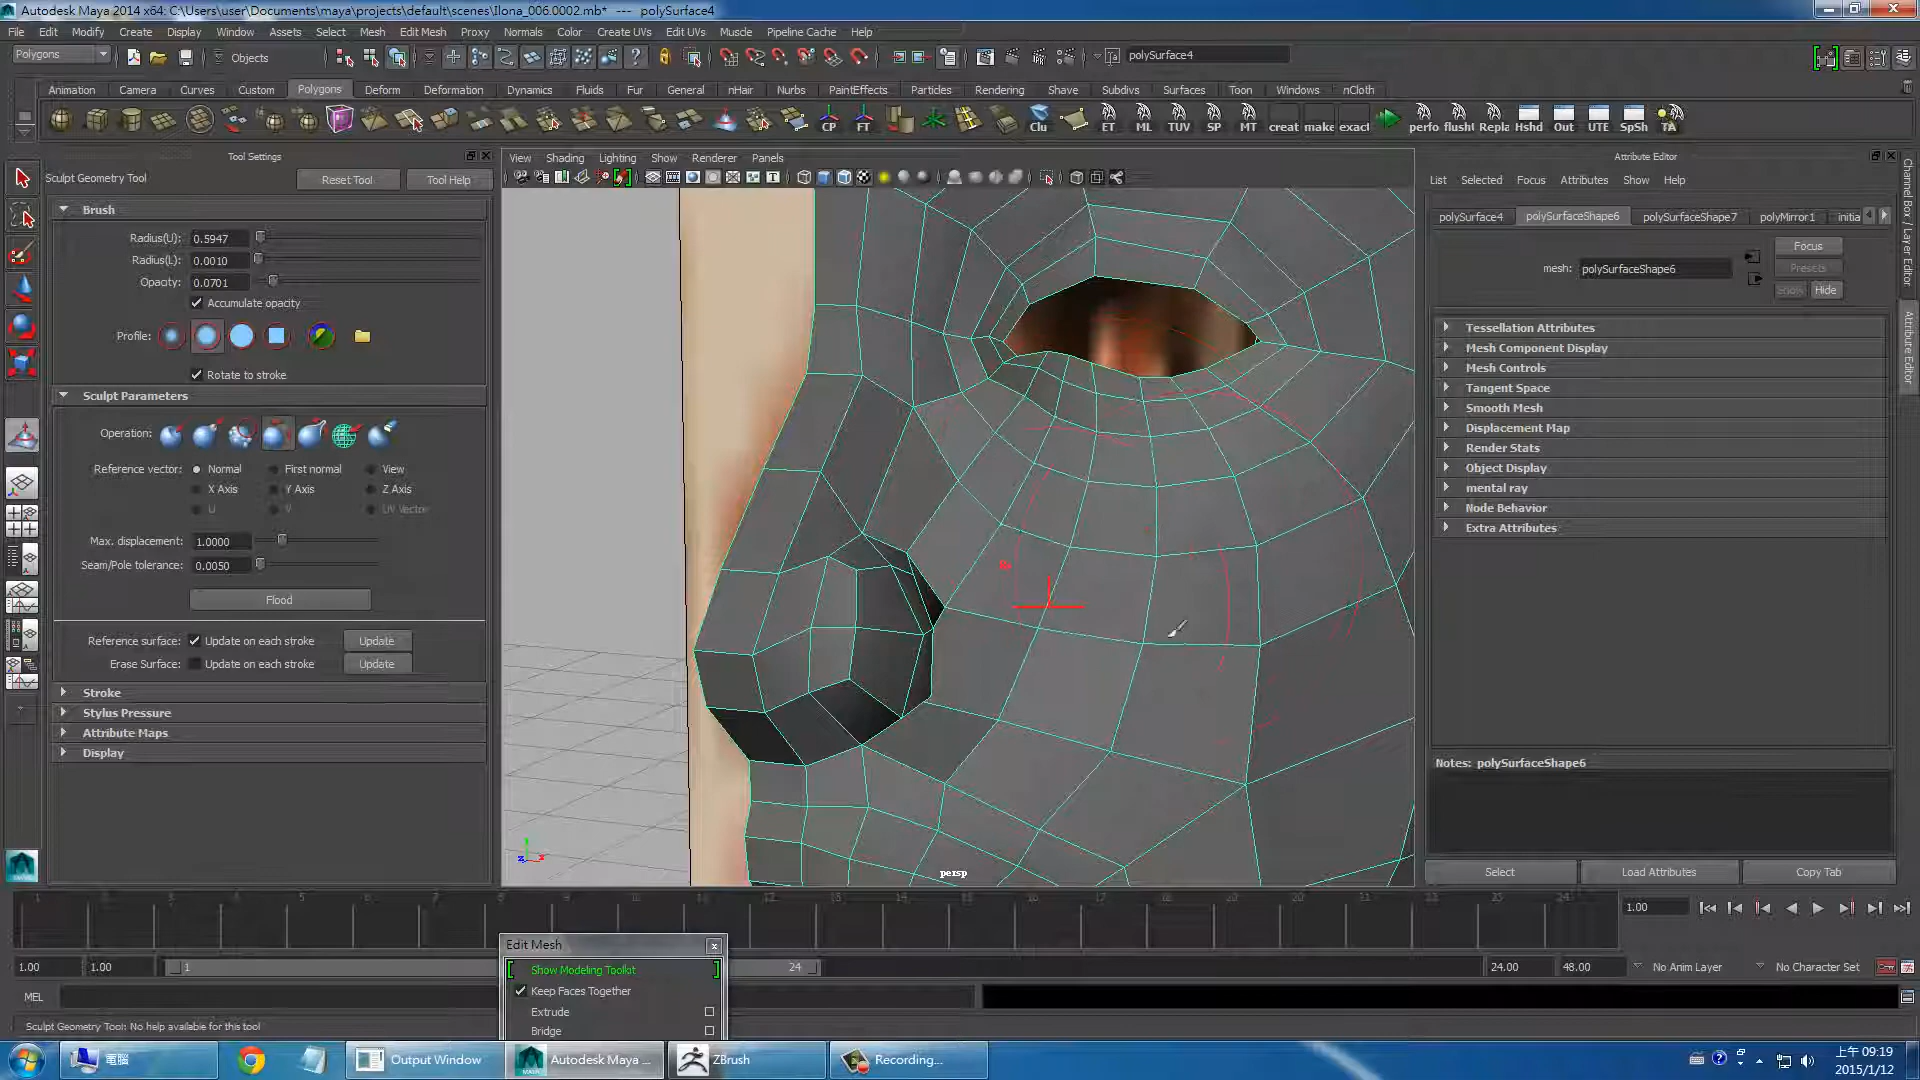 Autodesk Maya 2014 x64: C:\Users\user\Documents\maya\projects\default\scenes\Ilona_006.0002.mb* --- polySurface4
File Edit Modify Create Display Window Assets Select Mesh Edit Mesh Proxy Normals Color Create UVs Edit UVs Muscle Pipeline Cache Help
Polygons Objects polySurface4
Animation Camera Curves Custom Polygons Deform Deformation Dynamics Fluids Fur General nHair Nurbs PaintEffects Particles Rendering Shave Subdivs Surfaces Toon Windows nCloth
CP FT Clu ET ML TUV SP MT creat make exacl perfo flushl Repla Hshd Out UTE SpSh TA
Tool Settings
Sculpt Geometry Tool Reset Tool Tool Help
Brush
Radius(U): 0.5947
Radius(L): 0.0010
Opacity: 0.0701
Accumulate opacity
Profile:
Rotate to stroke
Sculpt Parameters
Operation:
Reference vector: Normal First normal View
X Axis Y Axis Z Axis
U V UV Vector
Max. displacement: 1.0000
Seam/Pole tolerance: 0.0050
Flood
Reference surface: Update on each stroke Update
Erase Surface: Update on each stroke Update
Stroke
Stylus Pressure
Attribute Maps
Display
View Shading Lighting Show Renderer Panels
persp
Attribute Editor
List Selected Focus Attributes Show Help
polySurface4 polySurfaceShape6 polySurfaceShape7 polyMirror1 initia
mesh: polySurfaceShape6
Focus
Presets
Show Hide
Tessellation Attributes
Mesh Component Display
Mesh Controls
Tangent Space
Smooth Mesh
Displacement Map
Render Stats
Object Display
mental ray
Node Behavior
Extra Attributes
Notes: polySurfaceShape6
Select Load Attributes Copy Tab
Channel Box / Layer Editor
Attribute Editor
1.00
1.00 1.00 1 24 24.00 48.00 No Anim Layer No Character Set
MEL
Sculpt Geometry Tool: No help available for this tool
Edit Mesh
Show Modeling Toolkit
Keep Faces Together
Extrude
Bridge
電腦 Output Window Autodesk Maya ... ZBrush Recording...
上午 09:19
2015/1/12